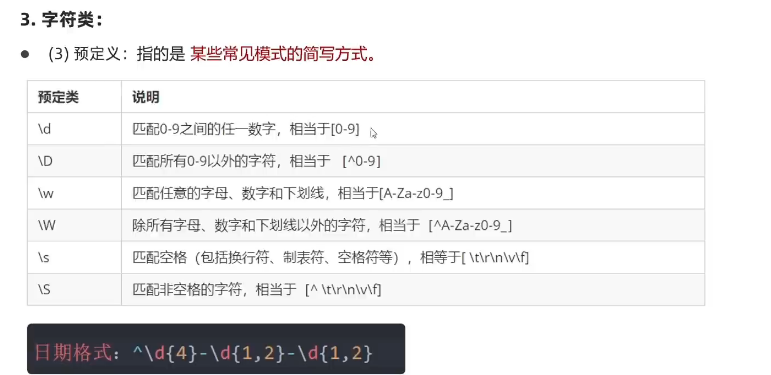 3. 字符类：
● (3) 预定义：指的是 某些常见模式的简写方式。
预定类 说明
\d 匹配0-9之间的任一数字，相当于[0-9]
\D 匹配所有0-9以外的字符，相当于 [^0-9]
\w 匹配任意的字母、数字和下划线，相当于[A-Za-z0-9_]
\W 除所有字母、数字和下划线以外的字符，相当于 [^A-Za-z0-9_]
\s 匹配空格（包括换行符、制表符、空格符等），相等于[ \t\r\n\v\f]
\S 匹配非空格的字符，相当于 [^ \t\r\n\v\f]
日期格式：^\d{4}-\d{1,2}-\d{1,2}